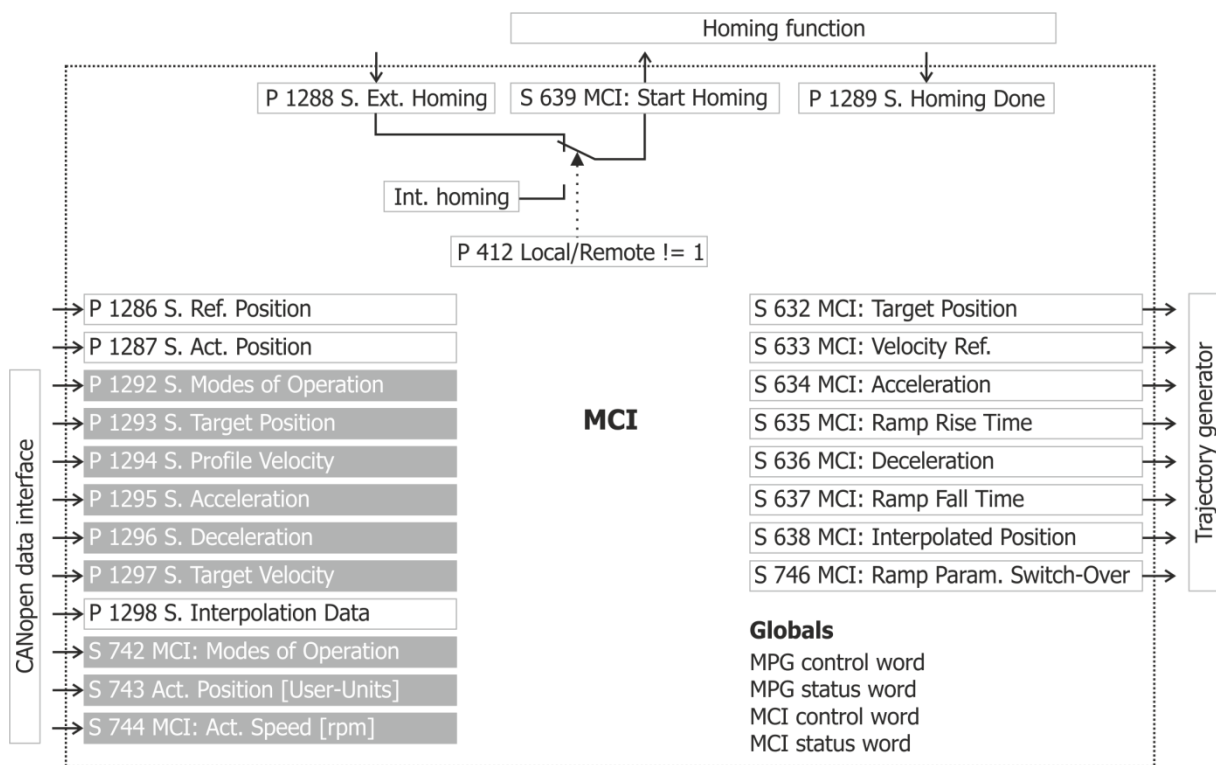 Homing function
P 1288 S. Ext. Homing
S 639 MCI: Start Homing
P 1289 S. Homing Done
Int. homing
P 412 Local/Remote != 1
CANopen data interface
P 1286 S. Ref. Position
P 1287 S. Act. Position
P 1292 S. Modes of Operation
P 1293 S. Target Position
P 1294 S. Profile Velocity
P 1295 S. Acceleration
P 1296 S. Deceleration
P 1297 S. Target Velocity
P 1298 S. Interpolation Data
S 742 MCI: Modes of Operation
S 743 Act. Position [User-Units]
S 744 MCI: Act. Speed [rpm]
MCI
S 632 MCI: Target Position
S 633 MCI: Velocity Ref.
S 634 MCI: Acceleration
S 635 MCI: Ramp Rise Time
S 636 MCI: Deceleration
S 637 MCI: Ramp Fall Time
S 638 MCI: Interpolated Position
S 746 MCI: Ramp Param. Switch-Over
Trajectory generator
Globals
MPG control word
MPG status word
MCI control word
MCI status word